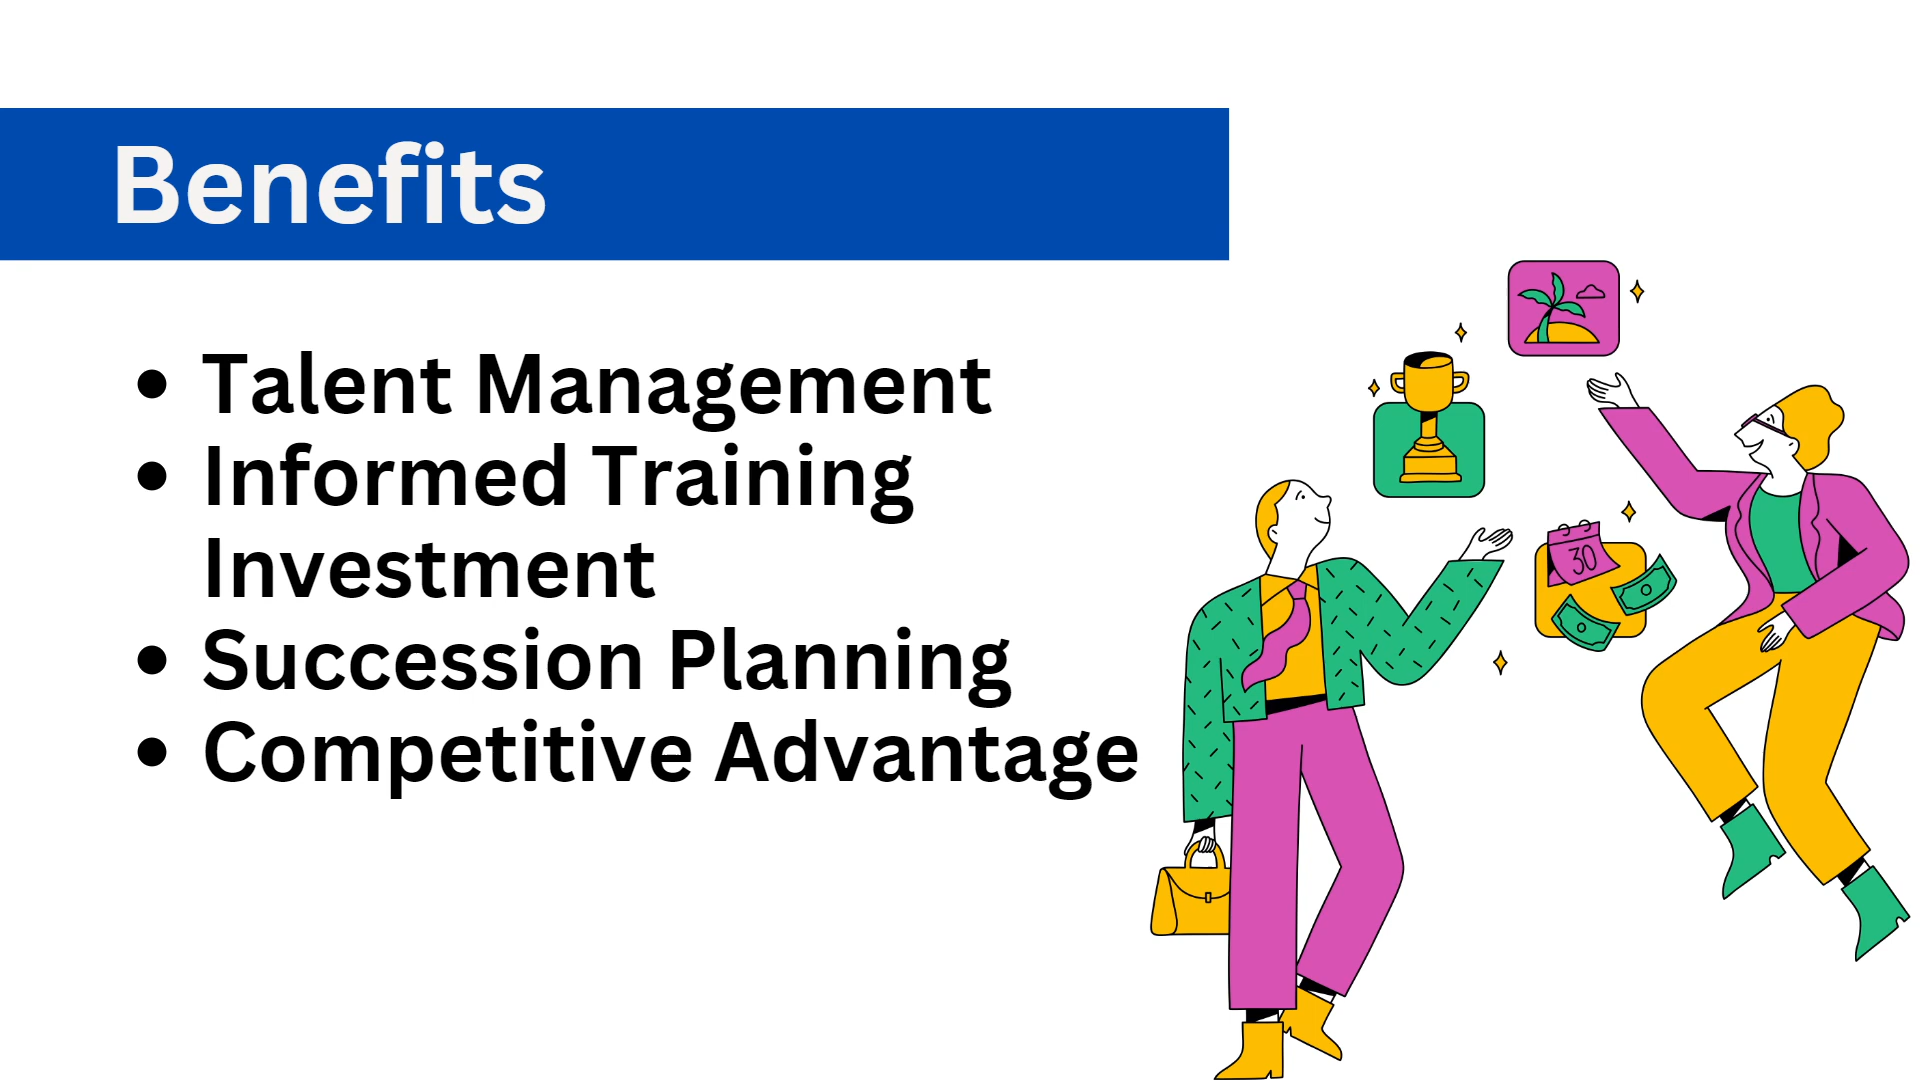 Benefits
• Talent Management
• Informed Training
Investment
• Succession Planning
• Competitive Advantage
30